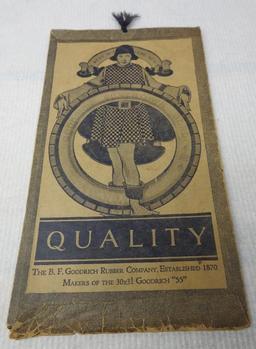 QUALITY
THE B. F. GOODRICH RUBBER COMPANY, ESTABLISHED 1870
MAKERS OF THE 30x3½ GOODRICH "55"